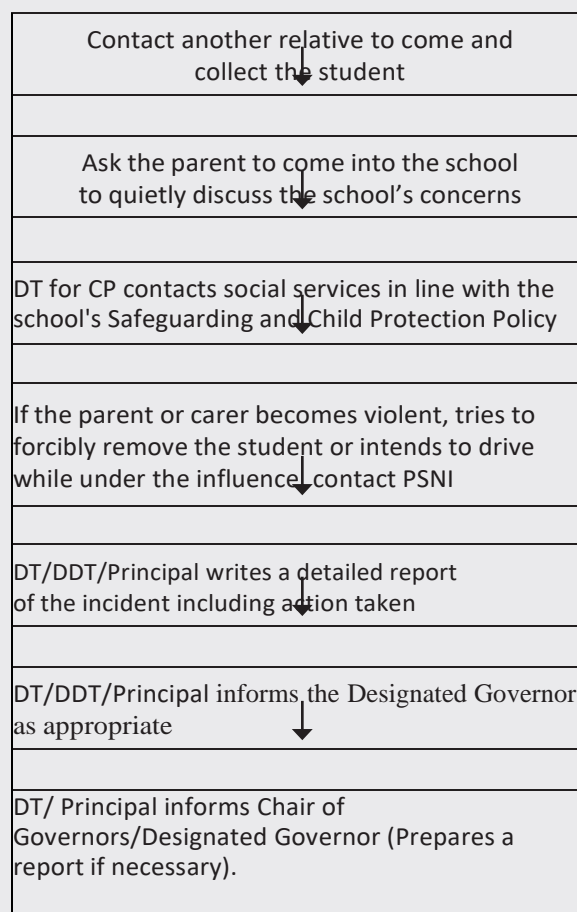 Contact another relative to come and
collect the student
Ask the parent to come into the school
to quietly discuss the school’s concerns
DT for CP contacts social services in line with the
school's Safeguarding and Child Protection Policy
If the parent or carer becomes violent, tries to
forcibly remove the student or intends to drive
while under the influence, contact PSNI
DT/DDT/Principal writes a detailed report
of the incident including action taken
DT/DDT/Principal informs the Designated Governor
as appropriate
DT/ Principal informs Chair of
Governors/Designated Governor (Prepares a
report if necessary).